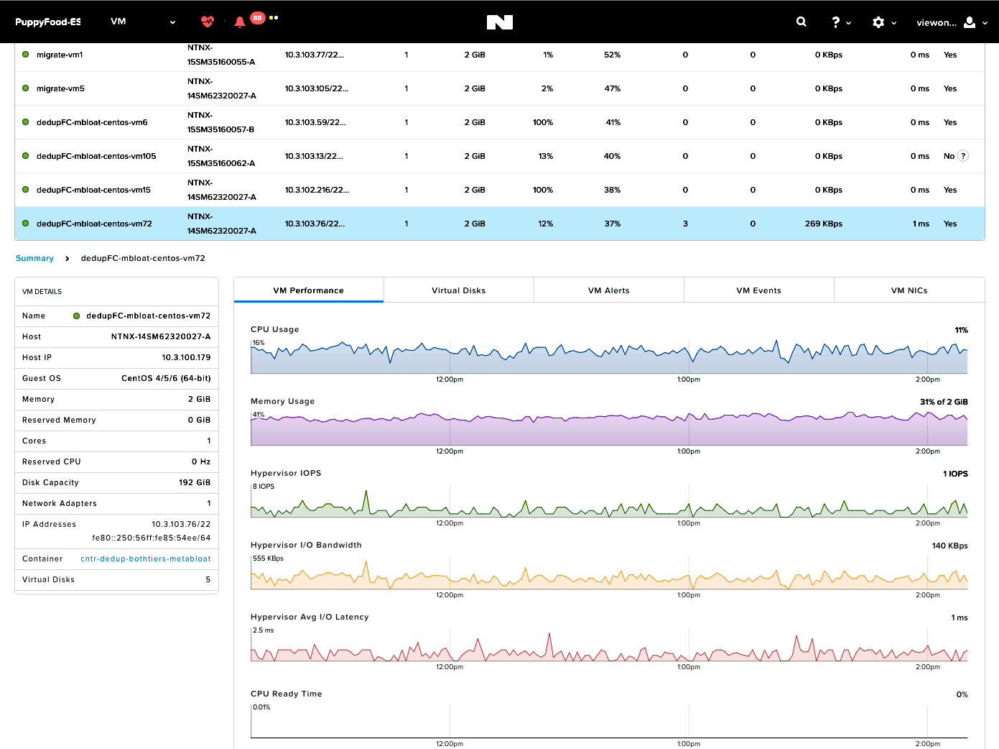 PuppyFood-ES VM 88 ? viewon...
migrate-vm1 NTNX-15SM35160055-A 10.3.103.77/22... 1 2 GiB 1% 52% 0 0 0 KBps 0 ms Yes
migrate-vm5 NTNX-14SM62320027-A 10.3.103.105/22... 1 2 GiB 2% 47% 0 0 0 KBps 0 ms Yes
dedupFC-mbloat-centos-vm6 NTNX-15SM35160057-B 10.3.103.59/22... 1 2 GiB 100% 41% 0 0 0 KBps 0 ms Yes
dedupFC-mbloat-centos-vm105 NTNX-15SM35160062-A 10.3.103.13/22... 1 2 GiB 13% 40% 0 0 0 KBps 0 ms No ?
dedupFC-mbloat-centos-vm15 NTNX-14SM62320027-A 10.3.102.216/22... 1 2 GiB 100% 38% 0 0 0 KBps 0 ms Yes
dedupFC-mbloat-centos-vm72 NTNX-14SM62320027-A 10.3.103.76/22... 1 2 GiB 12% 37% 3 0 269 KBps 1 ms Yes
Summary > dedupFC-mbloat-centos-vm72
VM DETAILS
Name dedupFC-mbloat-centos-vm72
Host NTNX-14SM62320027-A
Host IP 10.3.100.179
Guest OS CentOS 4/5/6 (64-bit)
Memory 2 GiB
Reserved Memory 0 GiB
Cores 1
Reserved CPU 0 Hz
Disk Capacity 192 GiB
Network Adapters 1
IP Addresses 10.3.103.76/22
fe80::250:56ff:fe85:54ee/64
Container cntr-dedup-bothtiers-metabloat
Virtual Disks 5
VM Performance Virtual Disks VM Alerts VM Events VM NICs
CPU Usage 11%
16%
12:00pm 1:00pm 2:00pm
Memory Usage 31% of 2 GiB
41%
12:00pm 1:00pm 2:00pm
Hypervisor IOPS 1 IOPS
8 IOPS
12:00pm 1:00pm 2:00pm
Hypervisor I/O Bandwidth 140 KBps
555 KBps
12:00pm 1:00pm 2:00pm
Hypervisor Avg I/O Latency 1 ms
2.5 ms
12:00pm 1:00pm 2:00pm
CPU Ready Time 0%
0.01%
12:00pm 1:00pm 2:00pm